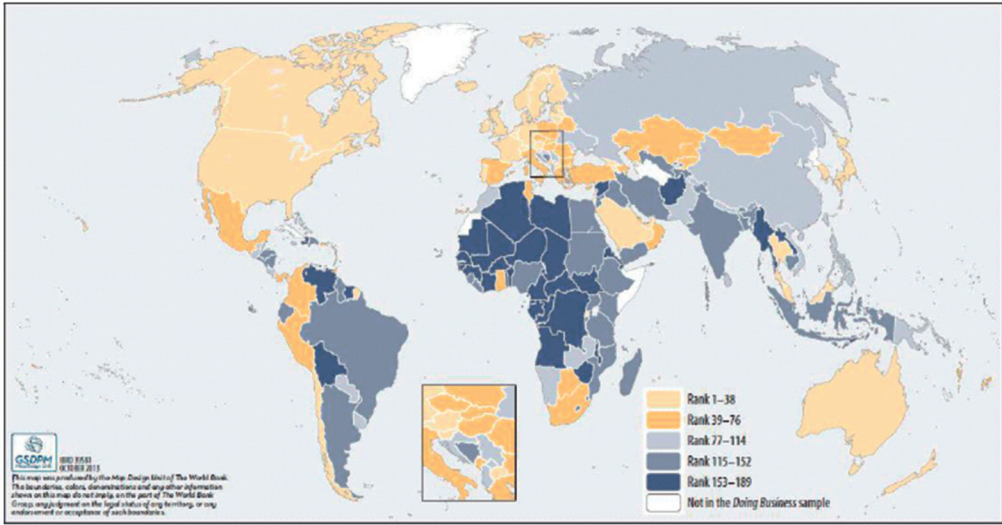 Rank 1–38
Rank 39–76
Rank 77–114
Rank 115–152
Rank 153–189
Not in the Doing Business sample
GSDPM
Map Design Unit
OCTOBER 2013
This map was produced by the Map Design Unit of The World Bank.
The boundaries, colors, denominations and any other information
shown on this map do not imply, on the part of The World Bank
Group, any judgment on the legal status of any territory, or any
endorsement or acceptance of such boundaries.